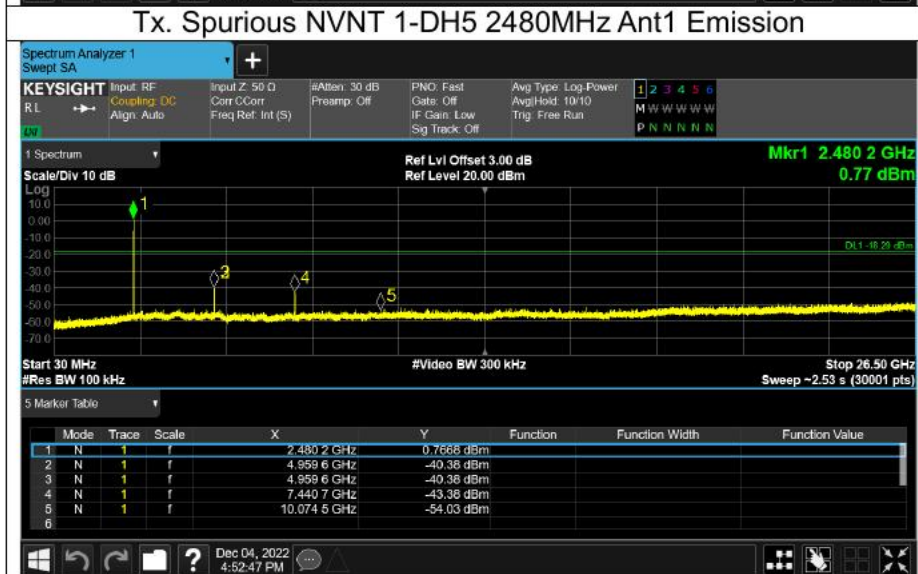 Tx. Spurious NVNT 1-DH5 2480MHz Ant1 Emission
Spectrum Analyzer 1
Swept SA
+
KEYSIGHT Input: RF Input Z: 50 Ω #Atten: 30 dB PNO: Fast Avg Type: Log-Power 1 2 3 4 5 6
RL Coupling: DC Corr CCorr Preamp: Off Gate: Off Avg|Hold: 10/10 M W W W W W
Align: Auto Freq Ref: Int (S) IF Gain: Low Trig: Free Run
Sig Track: Off P N N N N N
1 Spectrum Ref Lvl Offset 3.00 dB Mkr1 2.480 2 GHz
Scale/Div 10 dB Ref Level 20.00 dBm 0.77 dBm
Log
10.0
0.00
-10.0
-20.0
-30.0
-40.0
-50.0
-60.0
-70.0
1
DL1 -18.29 dBm
3
4
5
Start 30 MHz #Video BW 300 kHz Stop 26.50 GHz
#Res BW 100 kHz Sweep ~2.53 s (30001 pts)
5 Marker Table
Mode Trace Scale X Y Function Function Width Function Value
1 N 1 f 2.480 2 GHz 0.7668 dBm
2 N 1 f 4.959 6 GHz -40.38 dBm
3 N 1 f 4.959 6 GHz -40.38 dBm
4 N 1 f 7.440 7 GHz -43.38 dBm
5 N 1 f 10.074 5 GHz -54.03 dBm
6
? Dec 04, 2022
4:52:47 PM